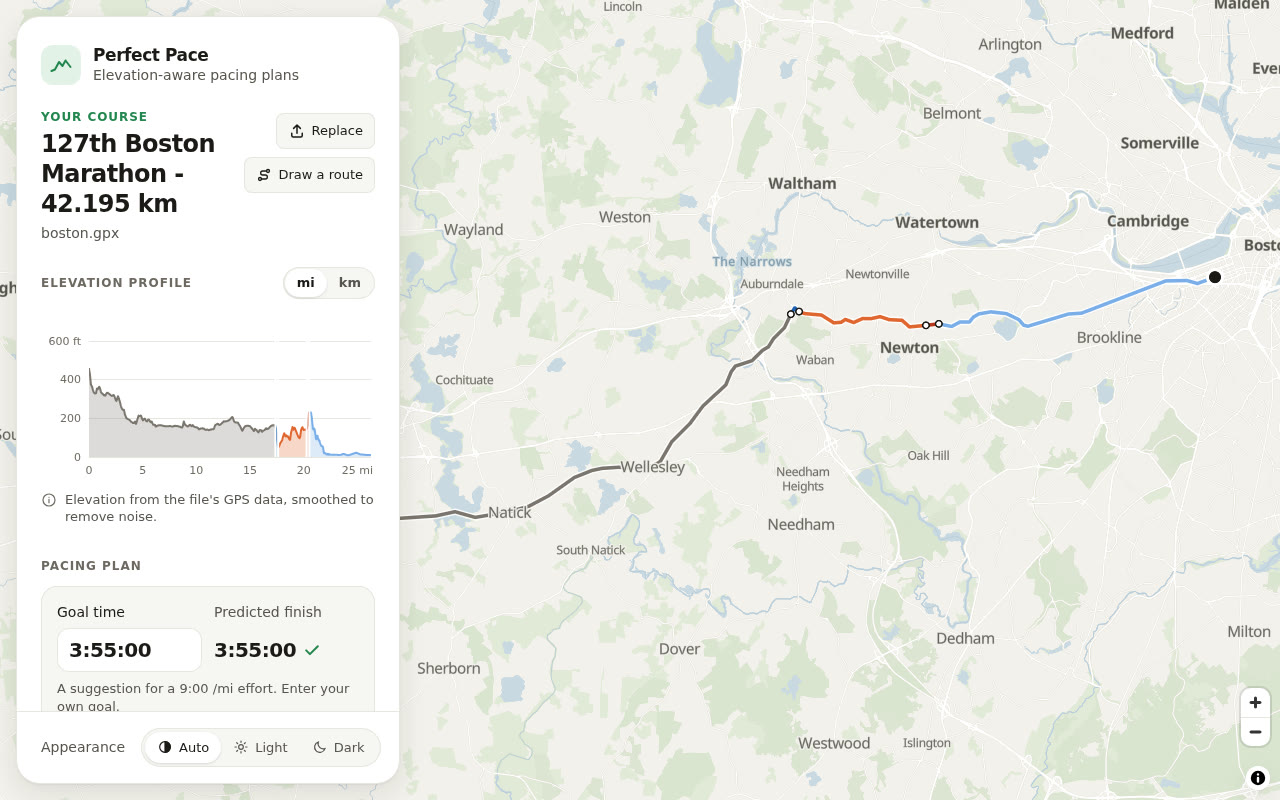 Perfect Pace
Elevation-aware pacing plans
YOUR COURSE
127th Boston
Marathon -
42.195 km
boston.gpx
Replace
Draw a route
ELEVATION PROFILE
mi
km
600 ft
400
200
0
0
5
10
15
20
25 mi
Elevation from the file's GPS data, smoothed to
remove noise.
PACING PLAN
Goal time
Predicted finish
3:55:00
3:55:00
A suggestion for a 9:00 /mi effort. Enter your
own goal.
Appearance
Auto
Light
Dark
Lincoln
Malden
Medford
Arlington
Belmont
Somerville
Waltham
Weston
Wayland
Watertown
Cambridge
The Narrows
Auburndale
Newtonville
Newton
Brookline
Waban
Cochituate
Wellesley
Needham
Heights
Oak Hill
Natick
Needham
South Natick
Dedham
Milton
Dover
Sherborn
Westwood
Islington